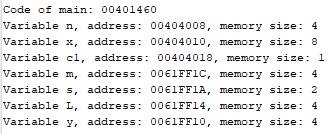 Code of main: 00401460
Variable n, address: 00404008, memory size: 4
Variable x, address: 00404010, memory size: 8
Variable c1, address: 00404018, memory size: 1
Variable m, address: 0061FF1C, memory size: 4
Variable s, address: 0061FF1A, memory size: 2
Variable L, address: 0061FF14, memory size: 4
Variable y, address: 0061FF10, memory size: 4